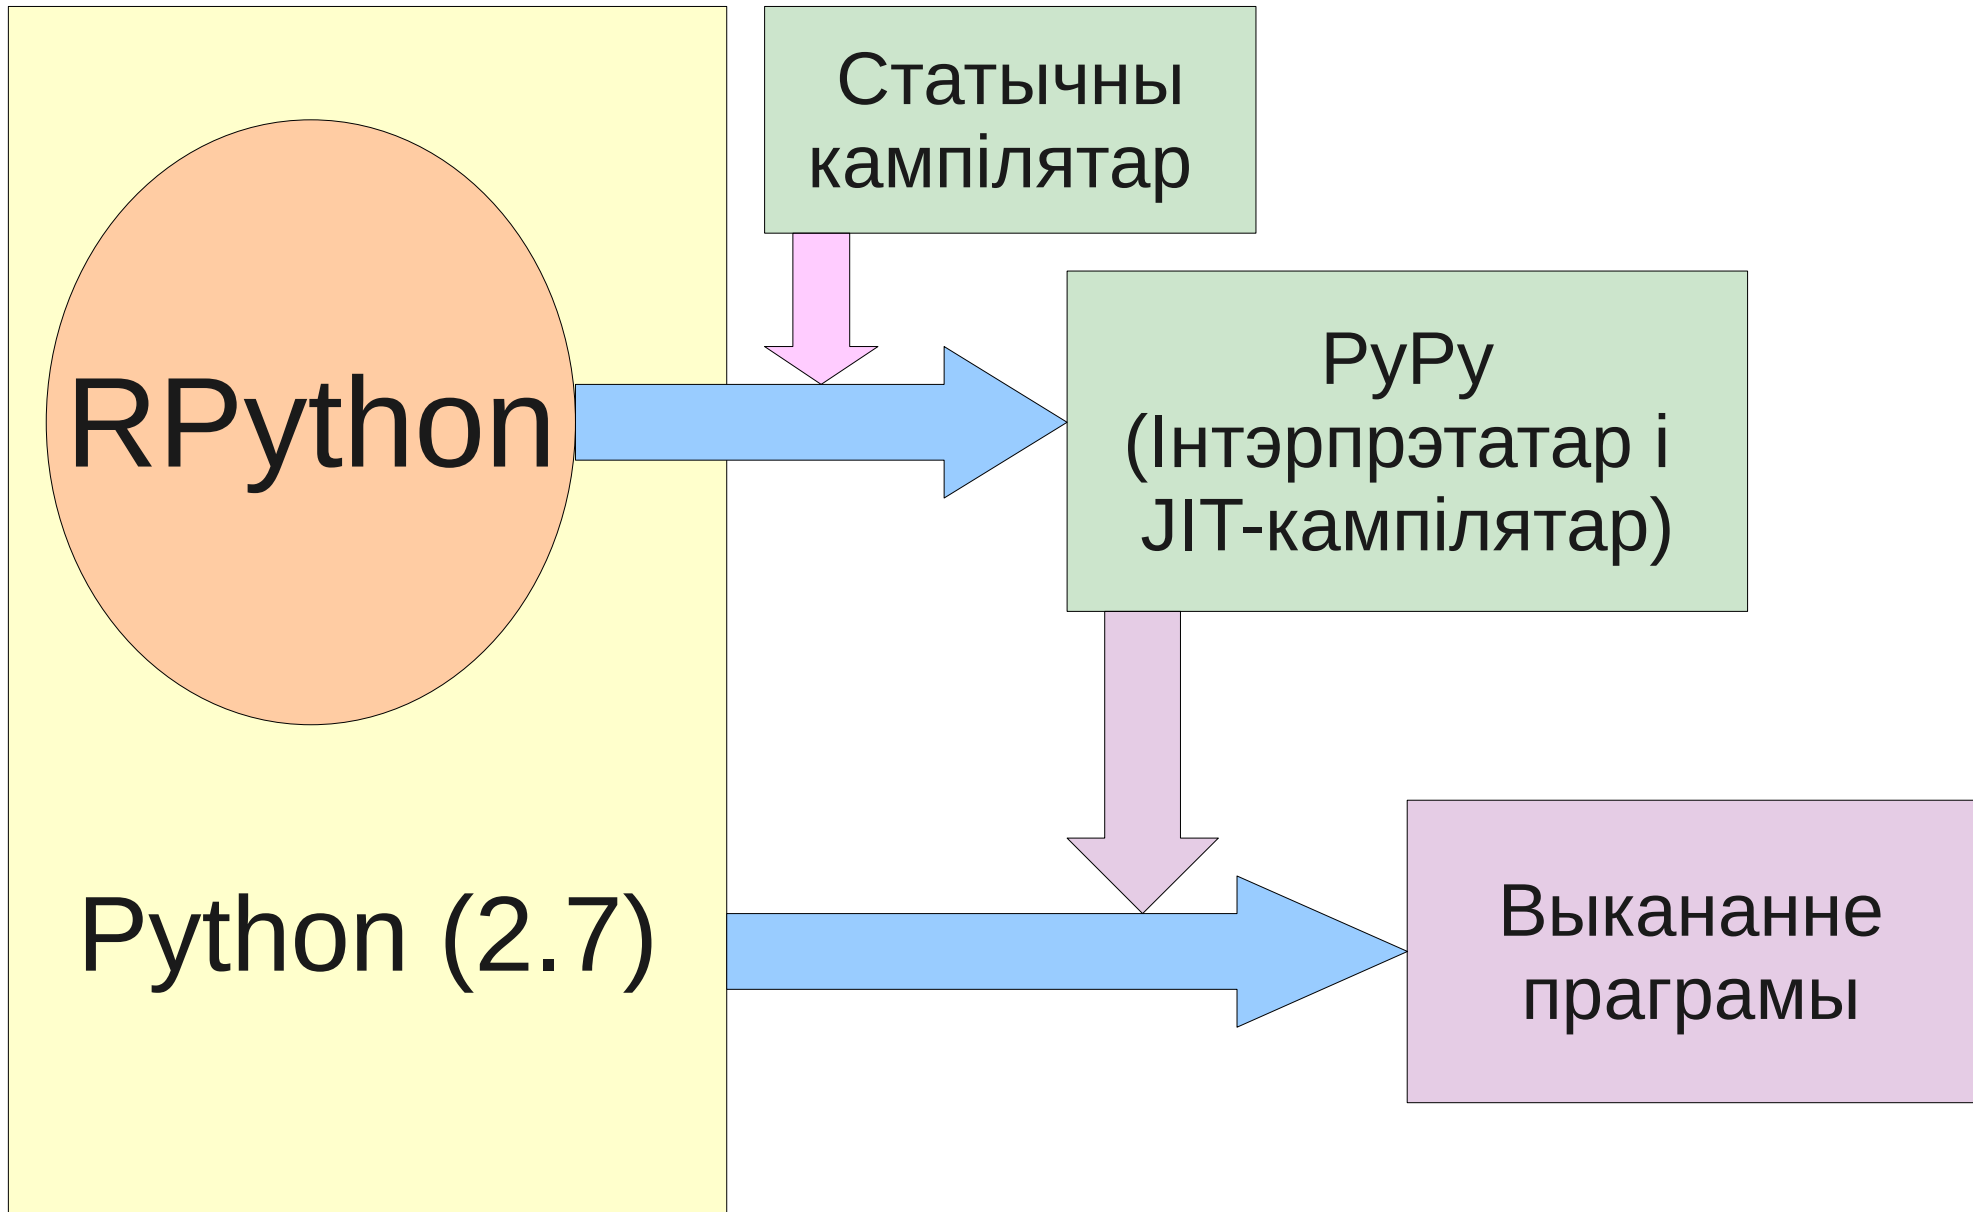 Статычны
кампілятар
RPython
PyPy
(Інтэрпрэтатар і
JIT-кампілятар)
Python (2.7)
Выкананне
праграмы